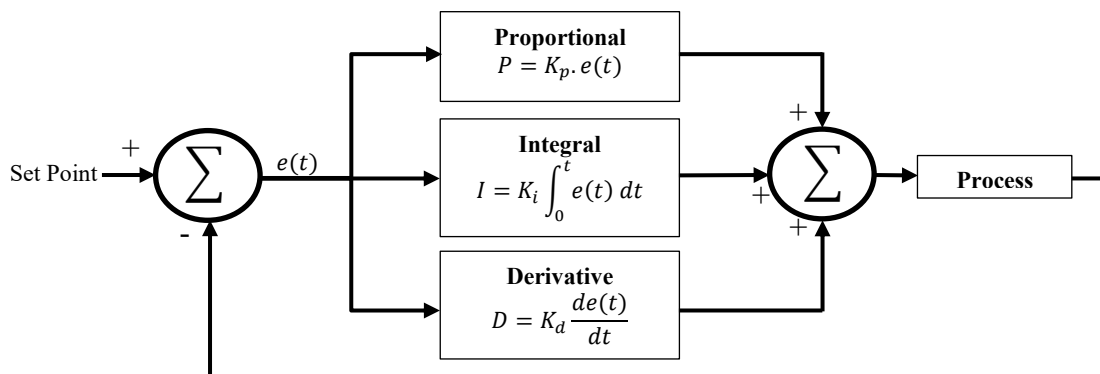 Proportional
P = K_p. e(t)
+
+
Set Point
∑
e(t)
Integral
I = K_i ∫_0^t e(t) dt
+
∑
Process
-
+
Derivative
D = K_d de(t)/dt